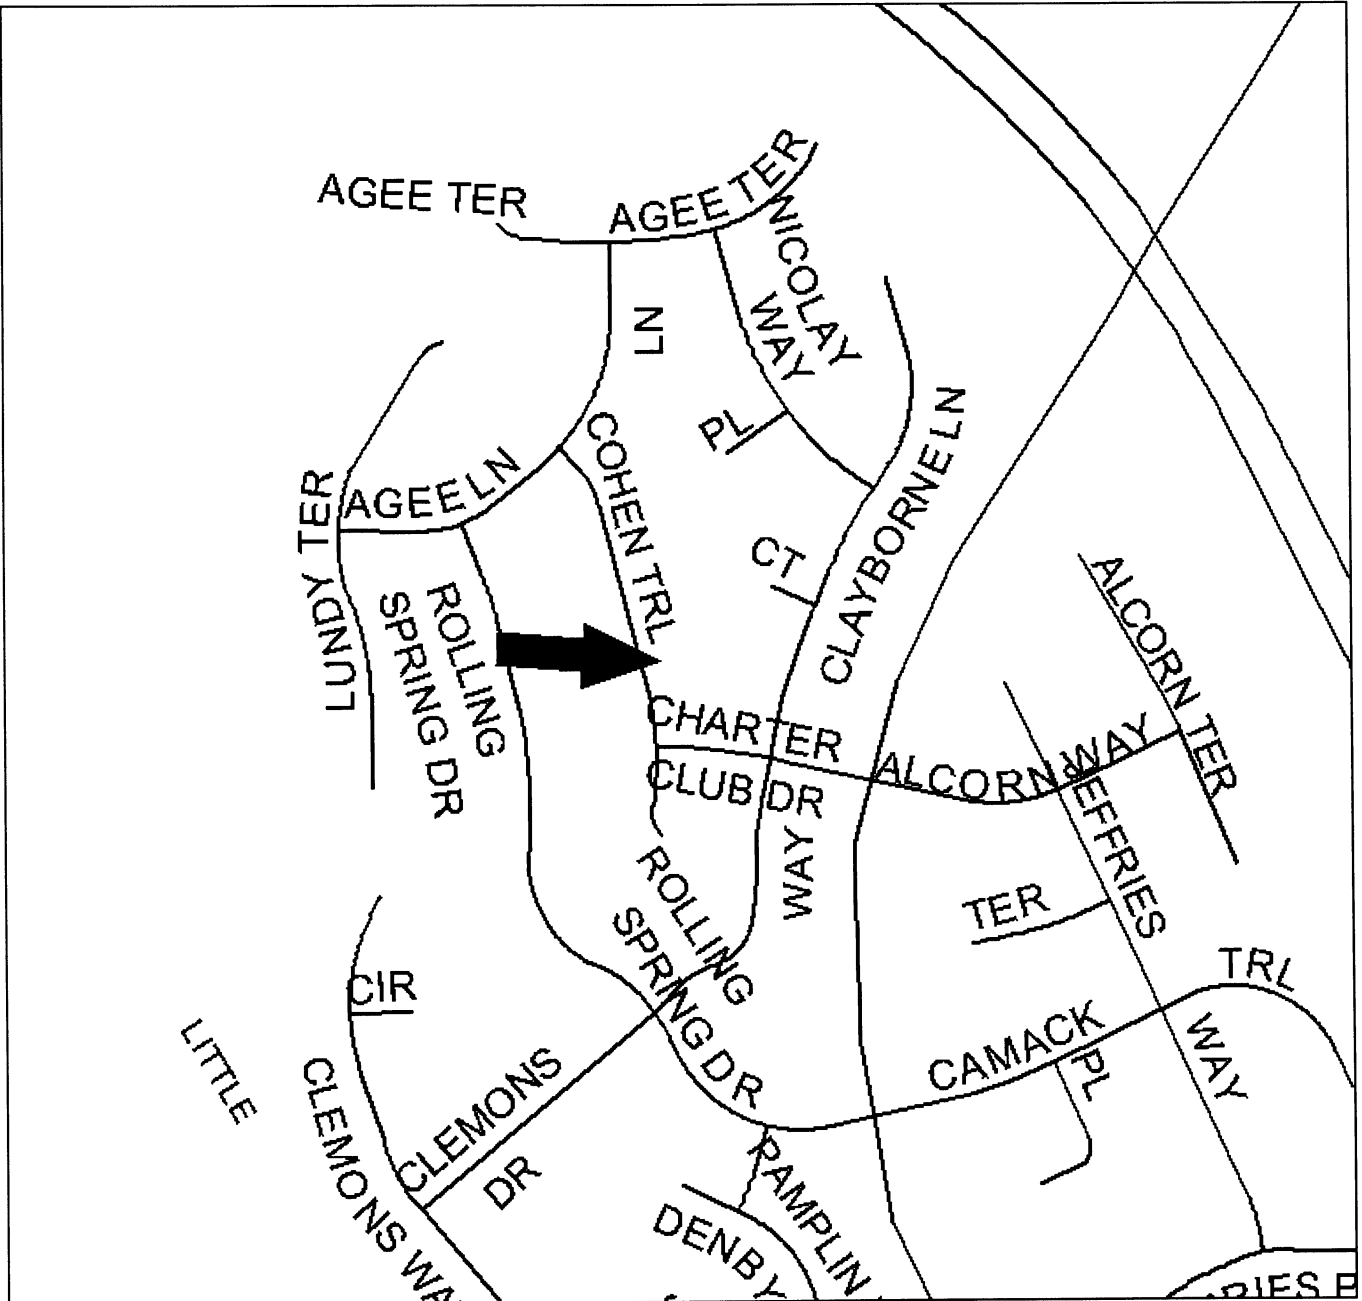 AGEE TER
AGEE TER
NICOLAY
WAY
LN
PL
CLAYBORNE LN
COHEN TRL
AGEE LN
LUNDY TER
CT
ROLLING
SPRING DR
ALCORN TER
CHARTER
CLUB DR
ALCORN WAY
JEFFRIES
WAY
WAY
TER
ROLLING
SPRING DR
TRL
CIR
CAMACK
PL
LITTLE
CLEMONS
DR
CLEMONS WA
PAMPLIN
DENBY
RIES